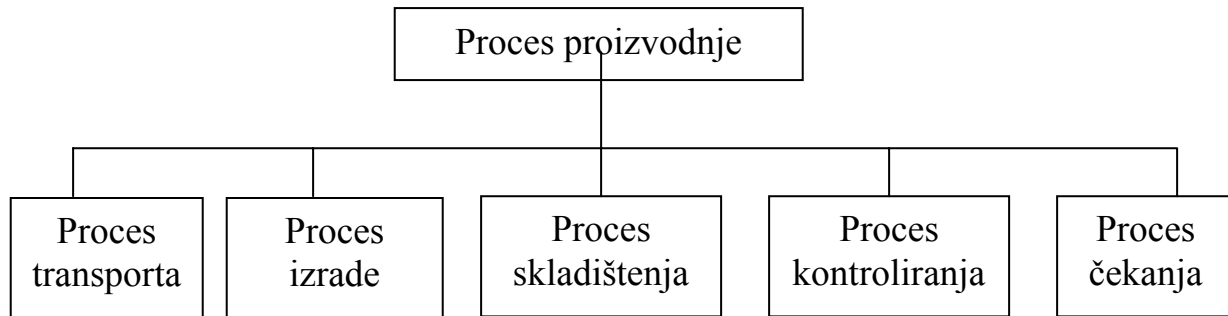 Proces proizvodnje
Proces
transporta
Proces
izrade
Proces
skladištenja
Proces
kontroliranja
Proces
čekanja